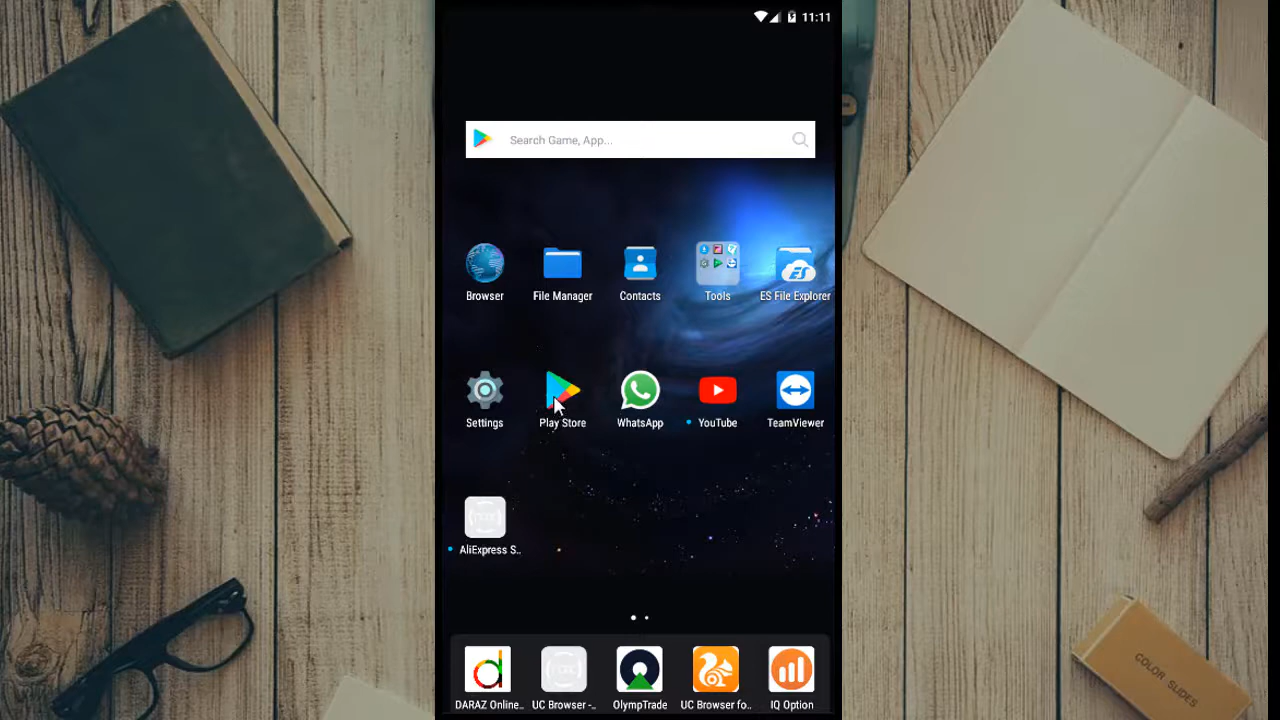 11:11
Search Game, App...
Browser
File Manager
Contacts
Tools
ES File Explorer
ES
Settings
Play Store
WhatsApp
YouTube
TeamViewer
AliExpress S..
DARAZ Online..
UC Browser -..
OlympTrade
UC Browser fo..
IQ Option
COLOR SLIDES